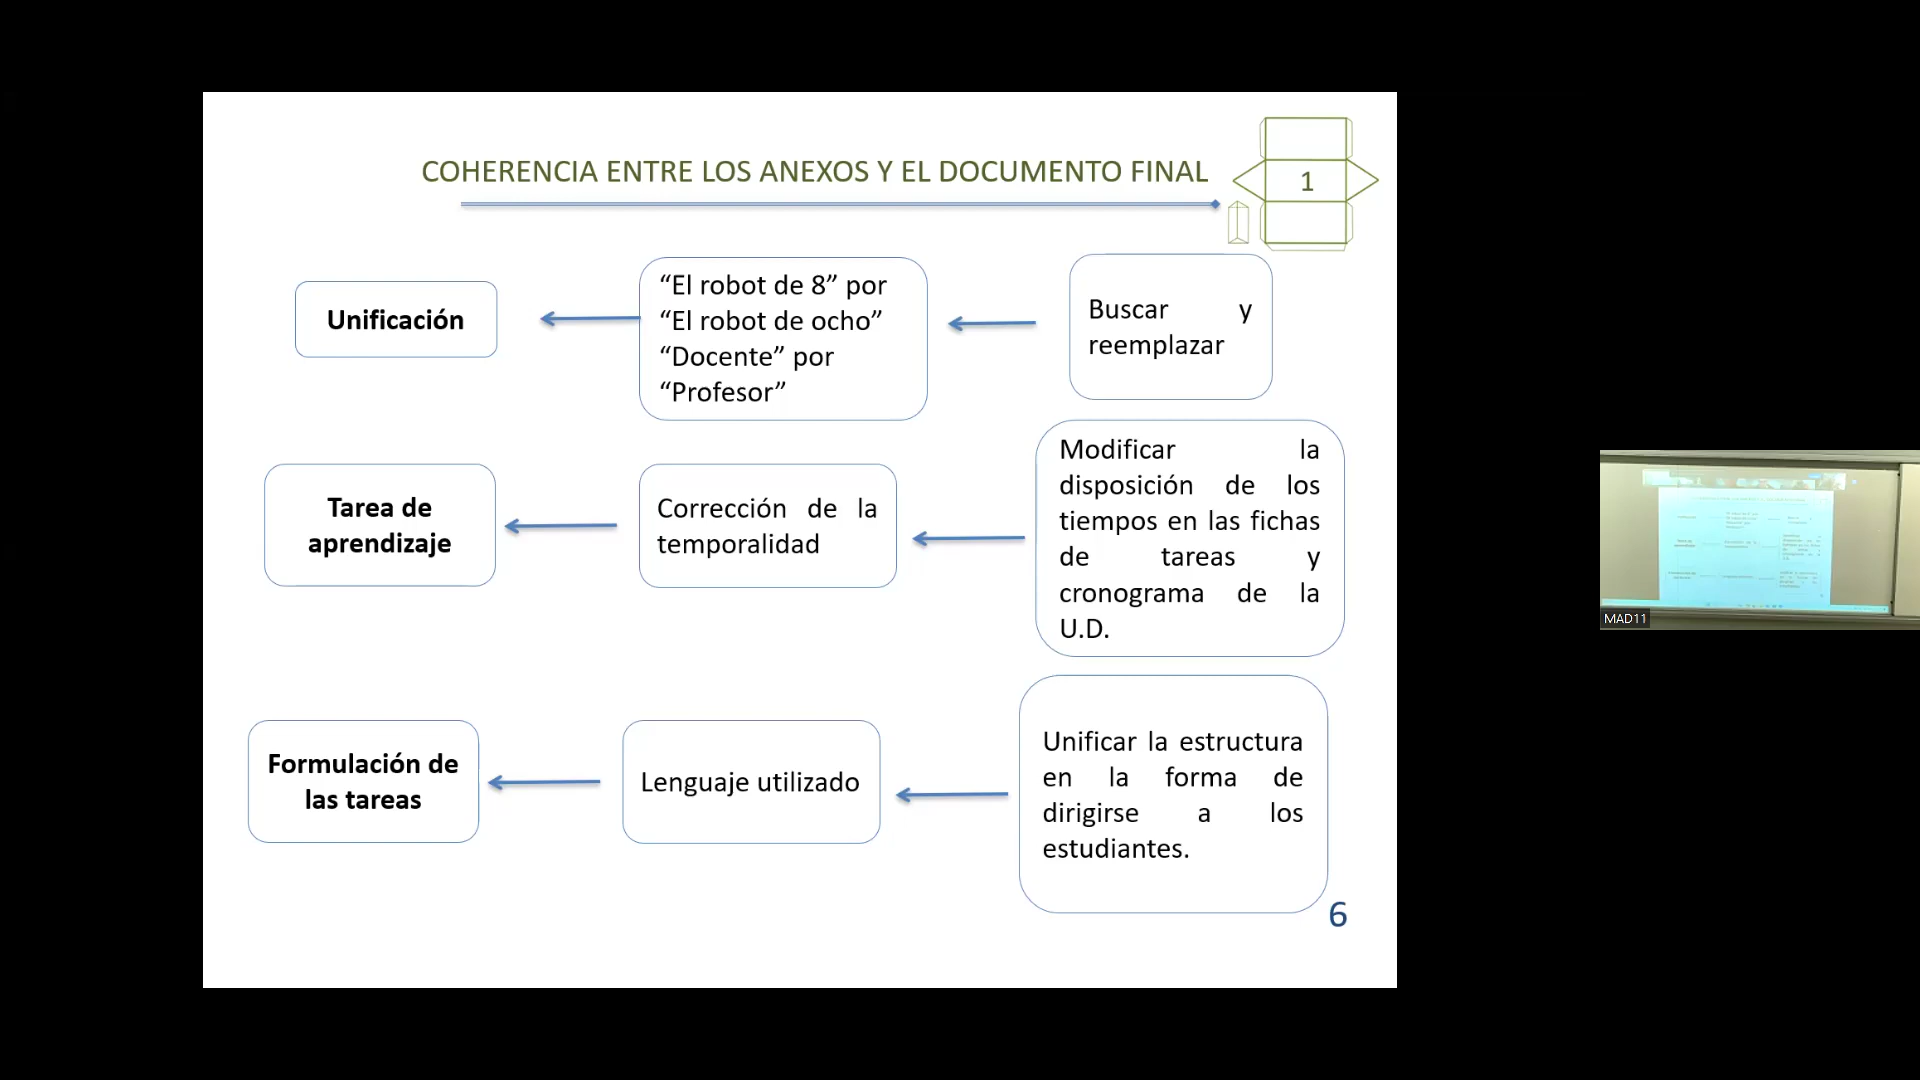 COHERENCIA ENTRE LOS ANEXOS Y EL DOCUMENTO FINAL
1
Unificación
“El robot de 8” por
“El robot de ocho”
“Docente” por
“Profesor”
Buscar y
reemplazar
Tarea de
aprendizaje
Corrección de la
temporalidad
Modificar la
disposición de los
tiempos en las fichas
de tareas y
cronograma de la
U.D.
Formulación de
las tareas
Lenguaje utilizado
Unificar la estructura
en la forma de
dirigirse a los
estudiantes.
6
MAD11